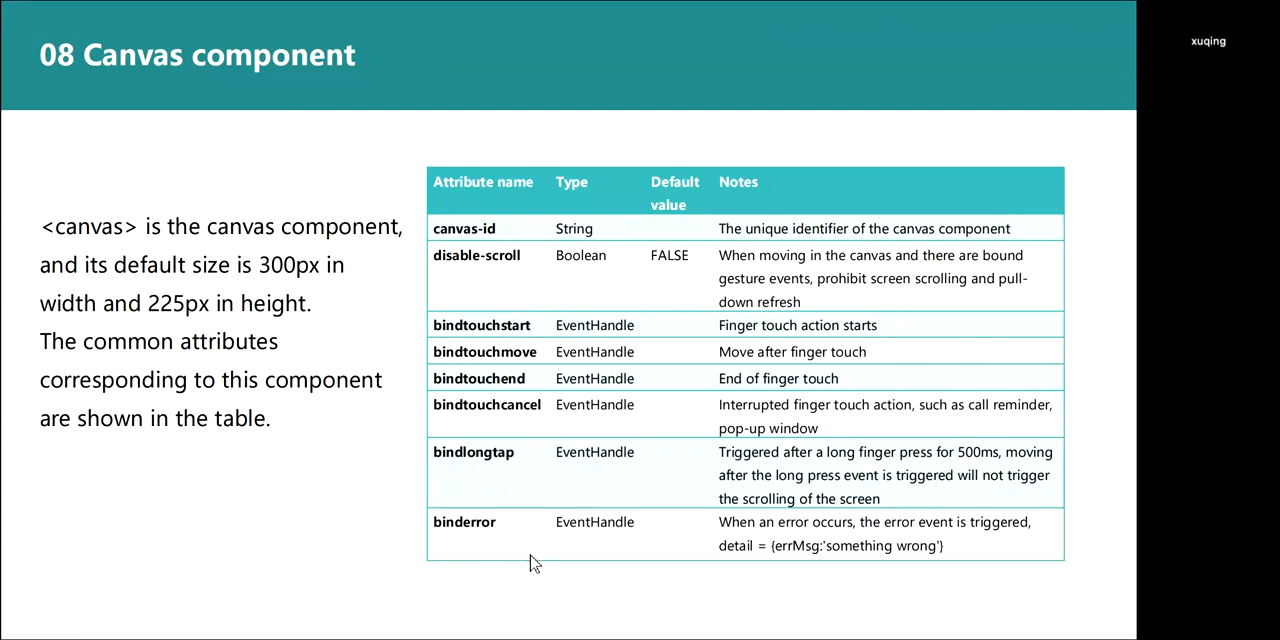 08 Canvas component
xuqing
<canvas> is the canvas component,
and its default size is 300px in
width and 225px in height.
The common attributes
corresponding to this component
are shown in the table.
Attribute name Type Default value Notes
canvas-id String The unique identifier of the canvas component
disable-scroll Boolean FALSE When moving in the canvas and there are bound
gesture events, prohibit screen scrolling and pull-
down refresh
bindtouchstart EventHandle Finger touch action starts
bindtouchmove EventHandle Move after finger touch
bindtouchend EventHandle End of finger touch
bindtouchcancel EventHandle Interrupted finger touch action, such as call reminder,
pop-up window
bindlongtap EventHandle Triggered after a long finger press for 500ms, moving
after the long press event is triggered will not trigger
the scrolling of the screen
binderror EventHandle When an error occurs, the error event is triggered,
detail = {errMsg:'something wrong'}